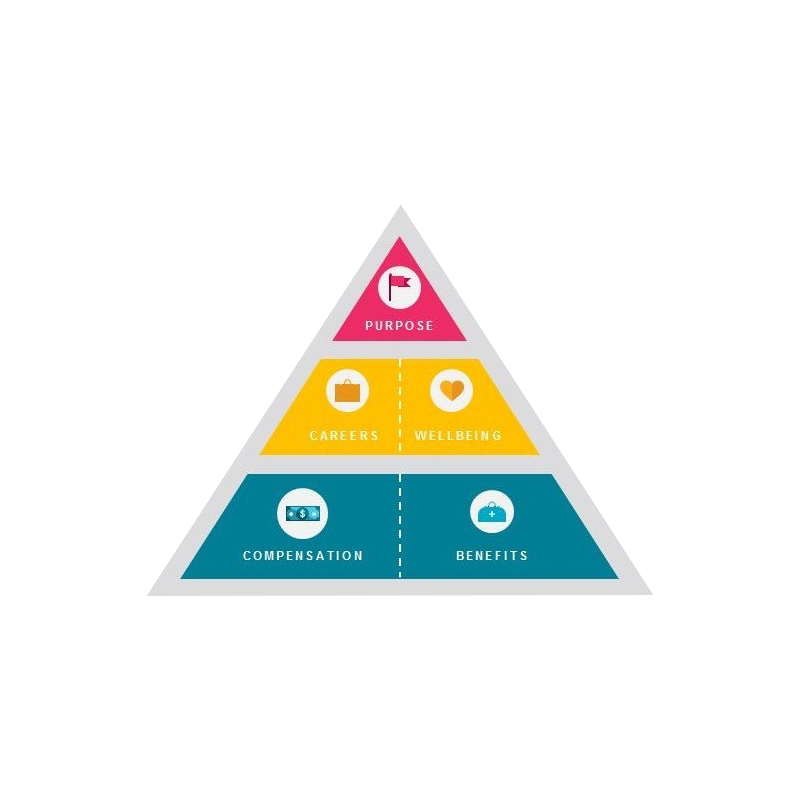 PURPOSE
CAREERS WELLBEING
$
COMPENSATION BENEFITS